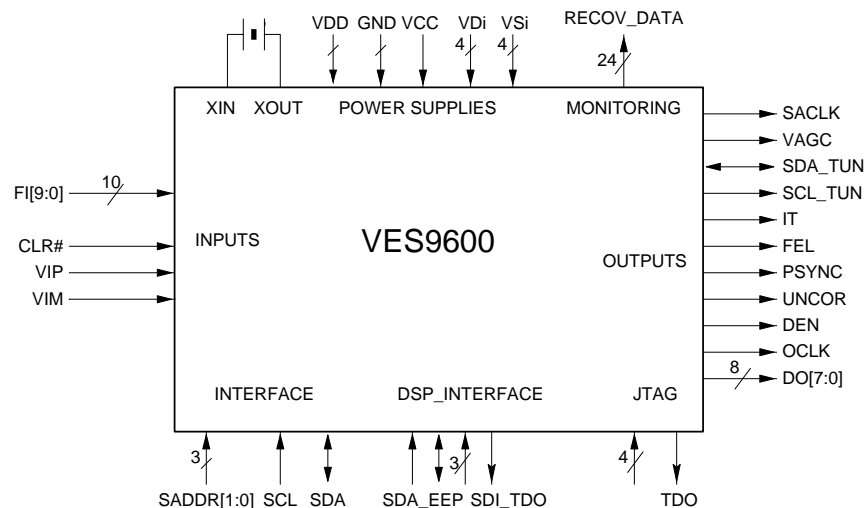 VDD GND VCC VDi VSi RECOV_DATA
4 4 24
XIN XOUT POWER SUPPLIES MONITORING
SACLK
VAGC
SDA_TUN
FI[9:0] 10 SCL_TUN
IT
INPUTS VES9600
CLR# FEL
OUTPUTS
VIP PSYNC
VIM UNCOR
DEN
OCLK
8 DO[7:0]
INTERFACE DSP_INTERFACE JTAG
3 3 4
SADDR[1:0] SCL SDA SDA_EEP SDI_TDO TDO